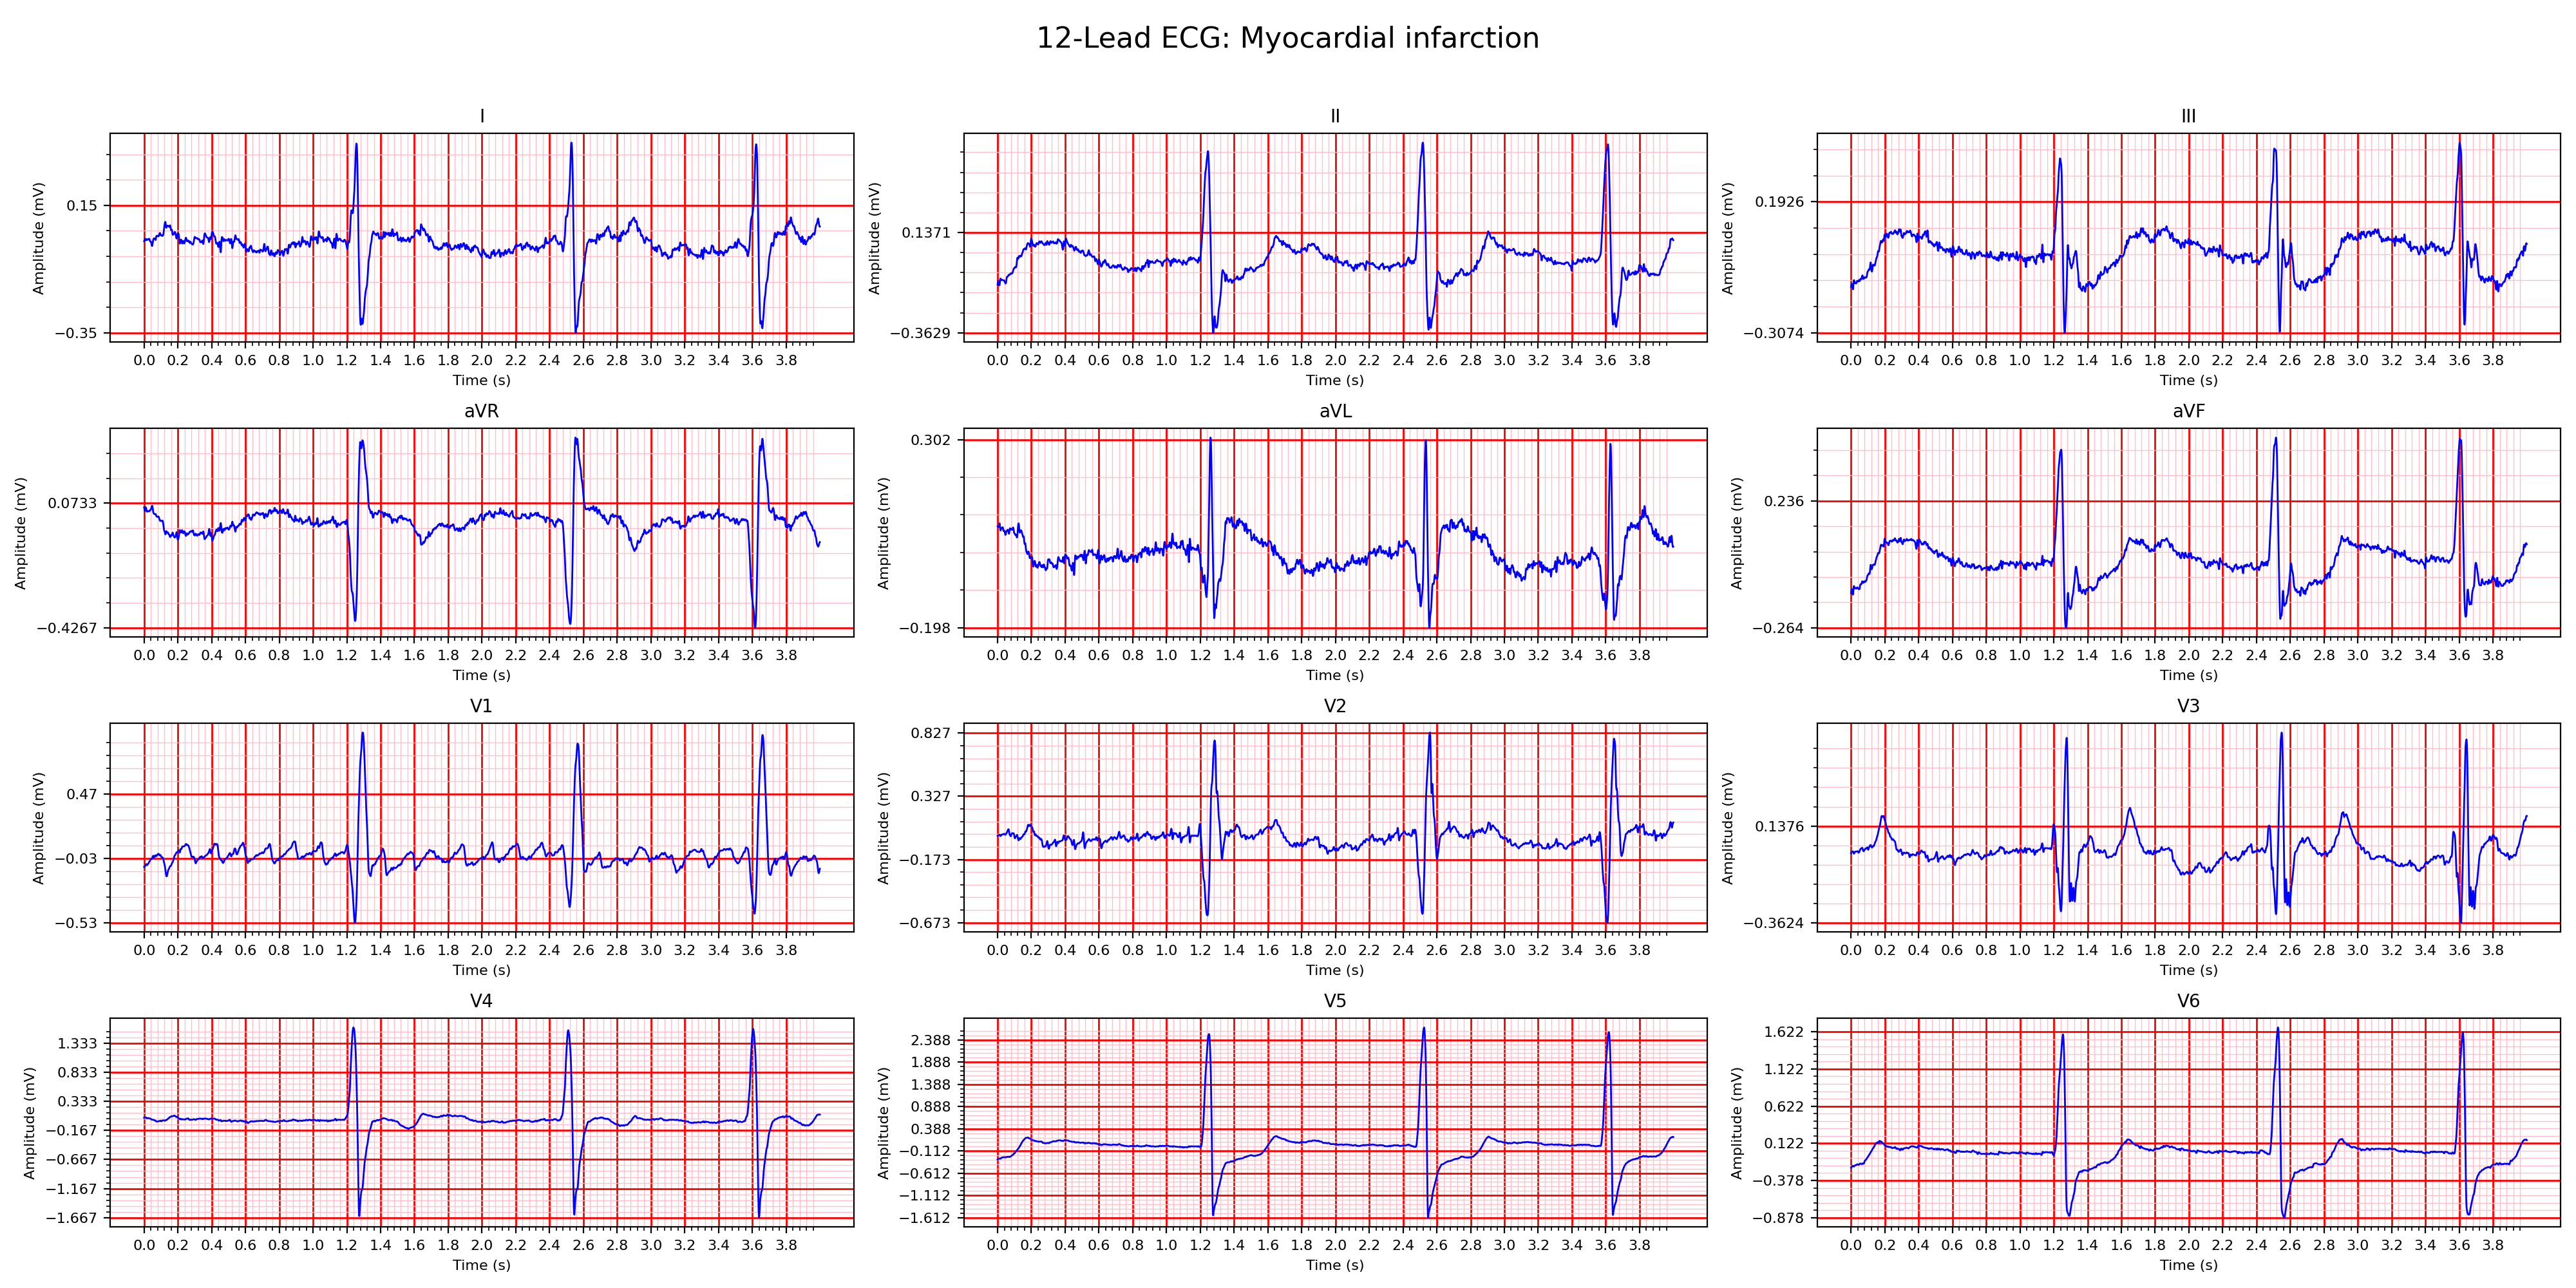 12-Lead ECG: Myocardial infarction
I
II
III
Amplitude (mV)
0.15
−0.35
0.0 0.2 0.4 0.6 0.8 1.0 1.2 1.4 1.6 1.8 2.0 2.2 2.4 2.6 2.8 3.0 3.2 3.4 3.6 3.8
Time (s)
Amplitude (mV)
0.1371
−0.3629
0.0 0.2 0.4 0.6 0.8 1.0 1.2 1.4 1.6 1.8 2.0 2.2 2.4 2.6 2.8 3.0 3.2 3.4 3.6 3.8
Time (s)
Amplitude (mV)
0.1926
−0.3074
0.0 0.2 0.4 0.6 0.8 1.0 1.2 1.4 1.6 1.8 2.0 2.2 2.4 2.6 2.8 3.0 3.2 3.4 3.6 3.8
Time (s)
aVR
aVL
aVF
Amplitude (mV)
0.0733
−0.4267
0.0 0.2 0.4 0.6 0.8 1.0 1.2 1.4 1.6 1.8 2.0 2.2 2.4 2.6 2.8 3.0 3.2 3.4 3.6 3.8
Time (s)
Amplitude (mV)
0.302
−0.198
0.0 0.2 0.4 0.6 0.8 1.0 1.2 1.4 1.6 1.8 2.0 2.2 2.4 2.6 2.8 3.0 3.2 3.4 3.6 3.8
Time (s)
Amplitude (mV)
0.236
−0.264
0.0 0.2 0.4 0.6 0.8 1.0 1.2 1.4 1.6 1.8 2.0 2.2 2.4 2.6 2.8 3.0 3.2 3.4 3.6 3.8
Time (s)
V1
V2
V3
Amplitude (mV)
0.47
−0.03
−0.53
0.0 0.2 0.4 0.6 0.8 1.0 1.2 1.4 1.6 1.8 2.0 2.2 2.4 2.6 2.8 3.0 3.2 3.4 3.6 3.8
Time (s)
Amplitude (mV)
0.827
0.327
−0.173
−0.673
0.0 0.2 0.4 0.6 0.8 1.0 1.2 1.4 1.6 1.8 2.0 2.2 2.4 2.6 2.8 3.0 3.2 3.4 3.6 3.8
Time (s)
Amplitude (mV)
0.1376
−0.3624
0.0 0.2 0.4 0.6 0.8 1.0 1.2 1.4 1.6 1.8 2.0 2.2 2.4 2.6 2.8 3.0 3.2 3.4 3.6 3.8
Time (s)
V4
V5
V6
Amplitude (mV)
1.333
0.833
0.333
−0.167
−0.667
−1.167
−1.667
0.0 0.2 0.4 0.6 0.8 1.0 1.2 1.4 1.6 1.8 2.0 2.2 2.4 2.6 2.8 3.0 3.2 3.4 3.6 3.8
Time (s)
Amplitude (mV)
2.388
1.888
1.388
0.888
0.388
−0.112
−0.612
−1.112
−1.612
0.0 0.2 0.4 0.6 0.8 1.0 1.2 1.4 1.6 1.8 2.0 2.2 2.4 2.6 2.8 3.0 3.2 3.4 3.6 3.8
Time (s)
Amplitude (mV)
1.622
1.122
0.622
0.122
−0.378
−0.878
0.0 0.2 0.4 0.6 0.8 1.0 1.2 1.4 1.6 1.8 2.0 2.2 2.4 2.6 2.8 3.0 3.2 3.4 3.6 3.8
Time (s)